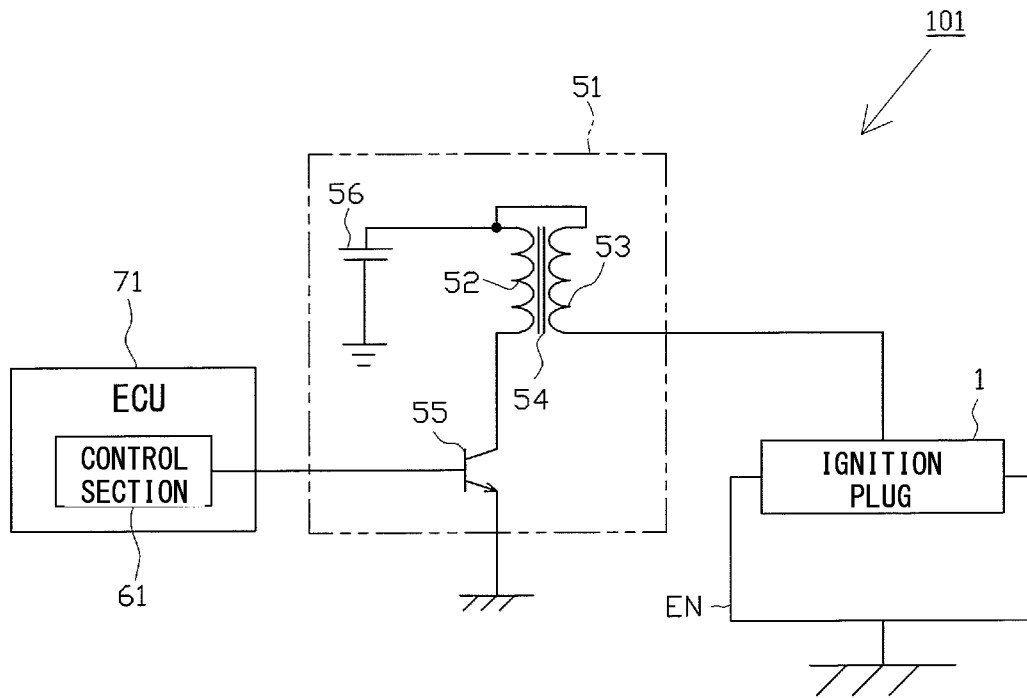 101
51
56
52
53
71
54
1
ECU
55
CONTROL
SECTION
IGNITION
PLUG
61
EN